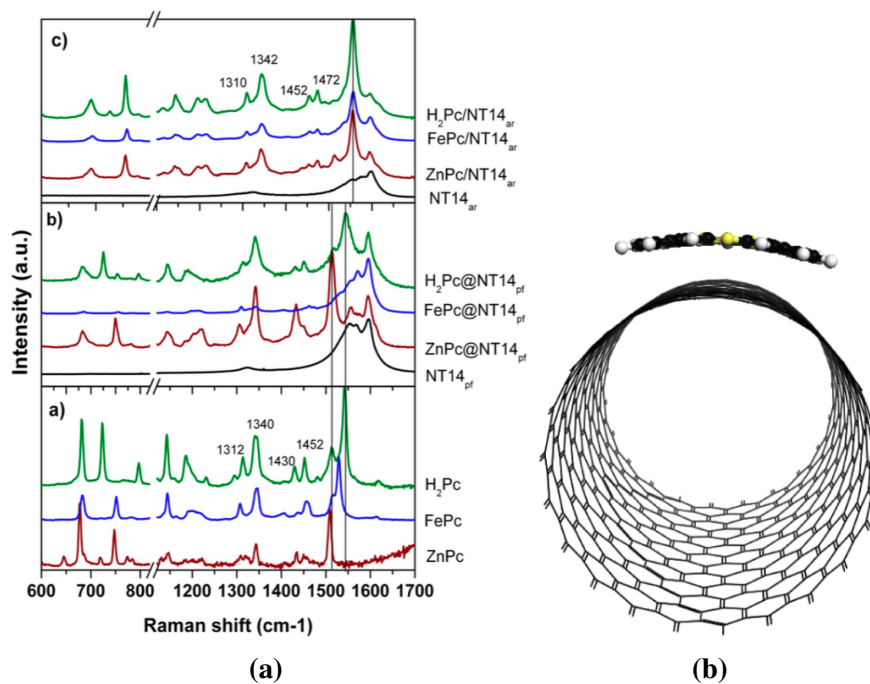 c)
1310
1342
1452
1472
H₂Pc/NT14ar
FePc/NT14ar
ZnPc/NT14ar
NT14ar
b)
H₂Pc@NT14pf
FePc@NT14pf
ZnPc@NT14pf
NT14pf
a)
1312
1340
1430
1452
H₂Pc
FePc
ZnPc
600 700 800 1200 1300 1400 1500 1600 1700
Raman shift (cm-1)
Intensity (a.u.)
(a)
(b)